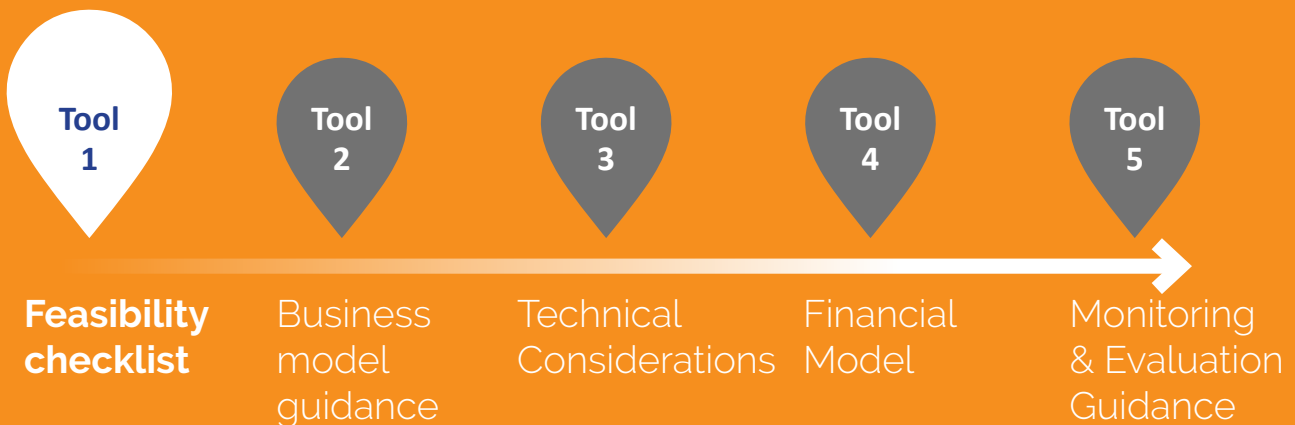 Tool
1
Tool
2
Tool
3
Tool
4
Tool
5
Feasibility
checklist
Business
model
guidance
Technical
Considerations
Financial
Model
Monitoring
& Evaluation
Guidance